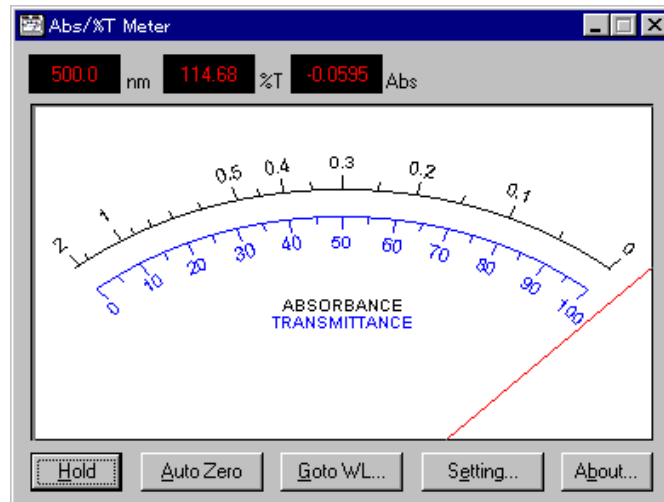 Abs/%T Meter
500.0 nm 114.68 %T -0.0595 Abs
2 1 0.5 0.4 0.3 0.2 0.1 0
0 10 20 30 40 50 60 70 80 90 100
ABSORBANCE
TRANSMITTANCE
Hold Auto Zero Goto WL... Setting... About...